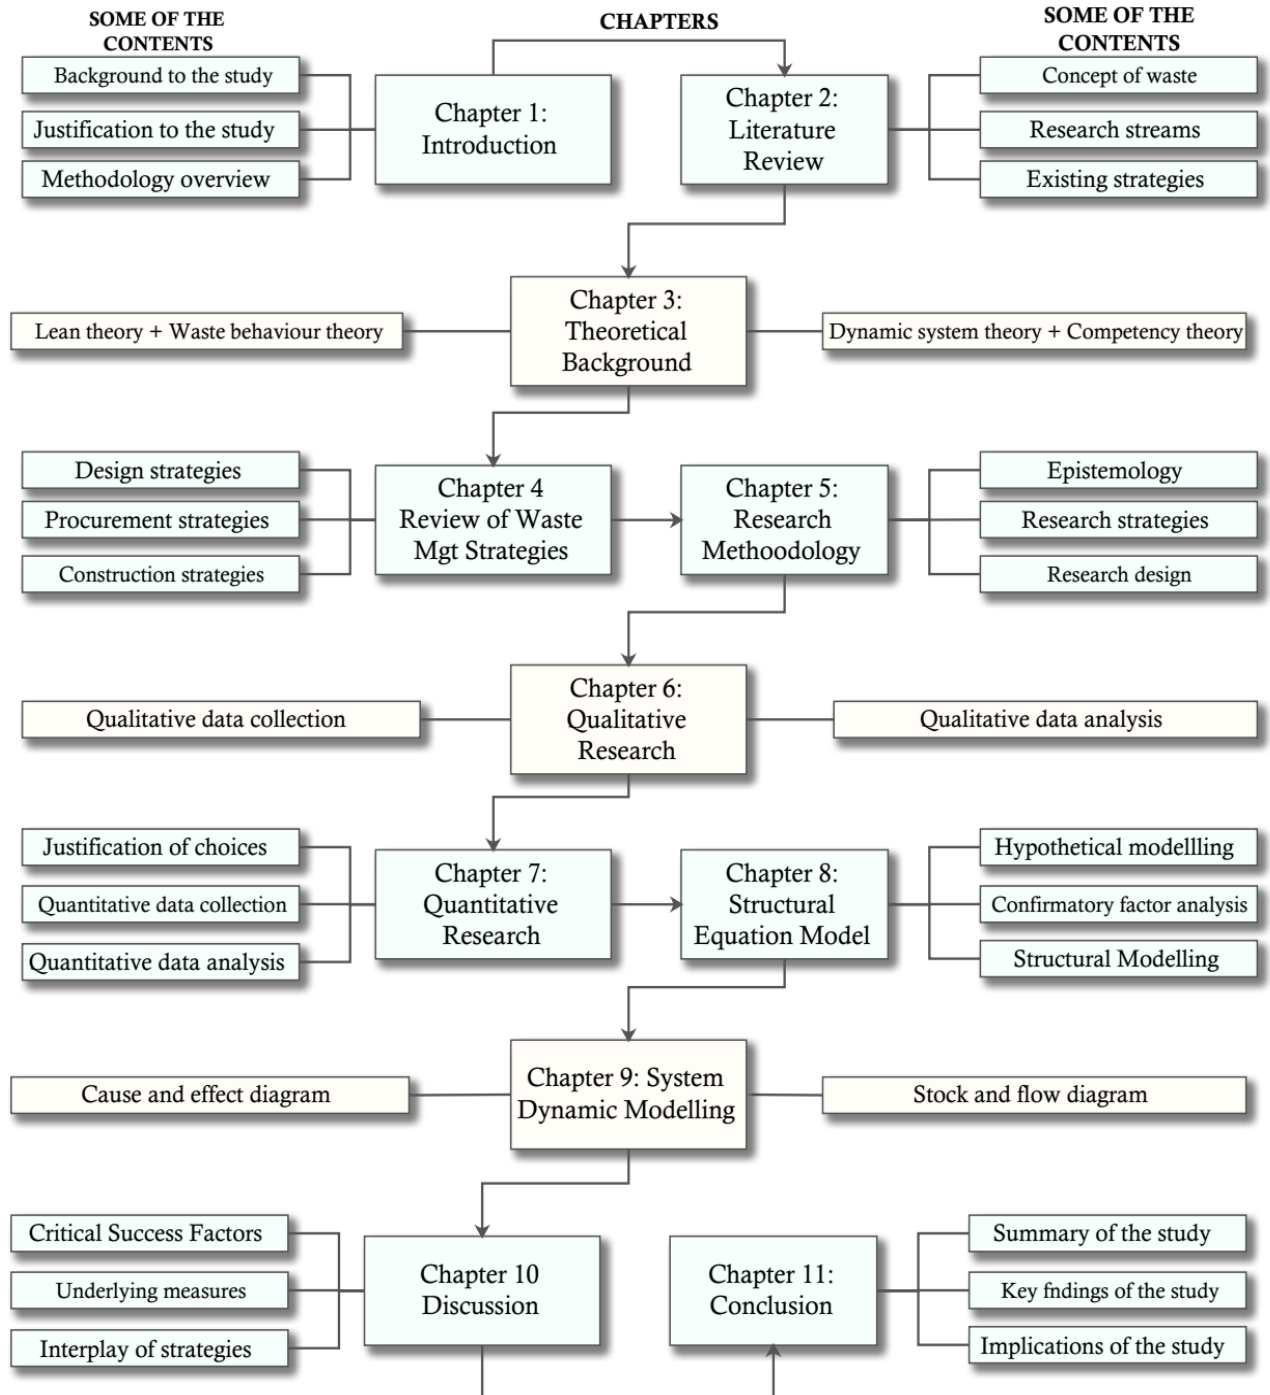 SOME OF THE
CONTENTS
CHAPTERS
SOME OF THE
CONTENTS
Background to the study
Justification to the study
Methodology overview
Chapter 1:
Introduction
Chapter 2:
Literature
Review
Concept of waste
Research streams
Existing strategies
Lean theory + Waste behaviour theory
Chapter 3:
Theoretical
Background
Dynamic system theory + Competency theory
Design strategies
Procurement strategies
Construction strategies
Chapter 4
Review of Waste
Mgt Strategies
Chapter 5:
Research
Methoodology
Epistemology
Research strategies
Research design
Qualitative data collection
Chapter 6:
Qualitative
Research
Qualitative data analysis
Justification of choices
Quantitative data collection
Quantitative data analysis
Chapter 7:
Quantitative
Research
Chapter 8:
Structural
Equation Model
Hypothetical modellling
Confirmatory factor analysis
Structural Modelling
Cause and effect diagram
Chapter 9: System
Dynamic Modelling
Stock and flow diagram
Critical Success Factors
Underlying measures
Interplay of strategies
Chapter 10
Discussion
Chapter 11:
Conclusion
Summary of the study
Key fndings of the study
Implications of the study